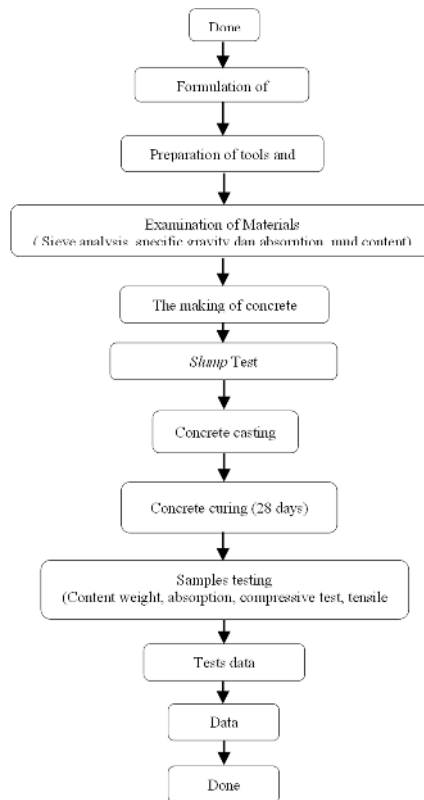 Done
Formulation of
Preparation of tools and
Examination of Materials
( Sieve analysis, specific gravity dan absorption, mud content)
The making of concrete
Slump Test
Concrete casting
Concrete curing (28 days)
Samples testing
(Content weight, absorption, compressive test, tensile
Tests data
Data
Done